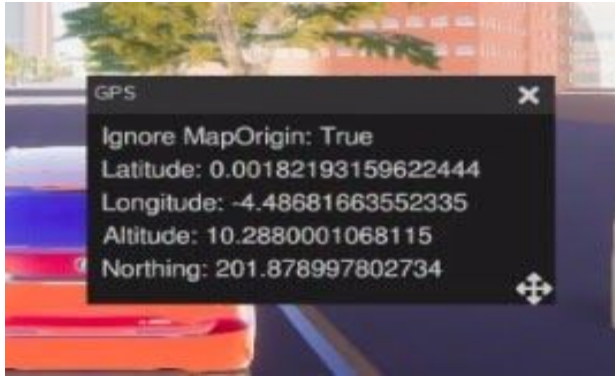 GPS
Ignore MapOrigin: True
Latitude: 0.00182193159622444
Longitude: -4.48681663552335
Altitude: 10.2880001068115
Northing: 201.878997802734